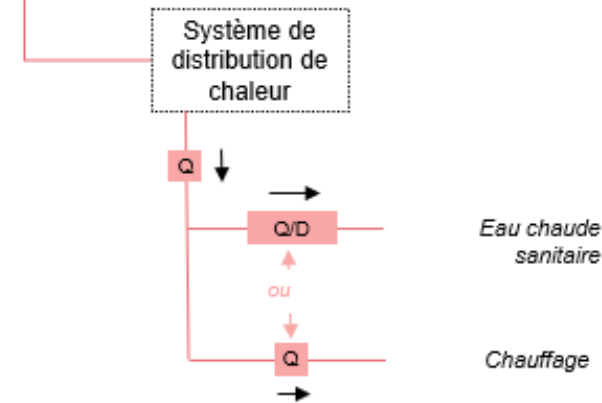 Système de
distribution de
chaleur
Q
Q/D
Eau chaude
sanitaire
ou
Q
Chauffage